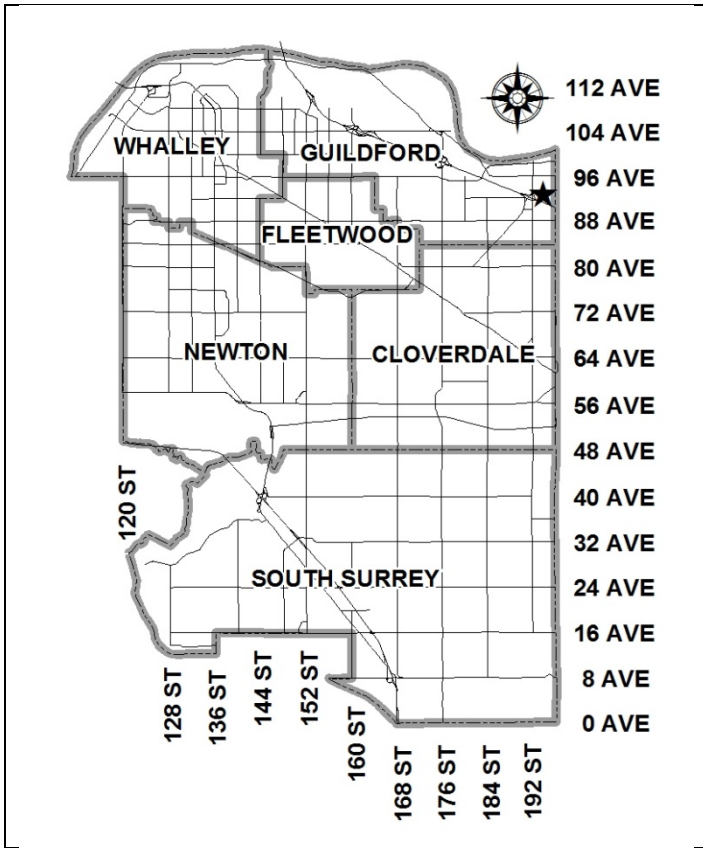 112 AVE
104 AVE
WHALLEY
GUILDFORD
96 AVE
88 AVE
FLEETWOOD
80 AVE
72 AVE
NEWTON
CLOVERDALE
64 AVE
56 AVE
48 AVE
120 ST
40 AVE
32 AVE
SOUTH SURREY
24 AVE
16 AVE
8 AVE
0 AVE
128 ST
136 ST
144 ST
152 ST
160 ST
168 ST
176 ST
184 ST
192 ST